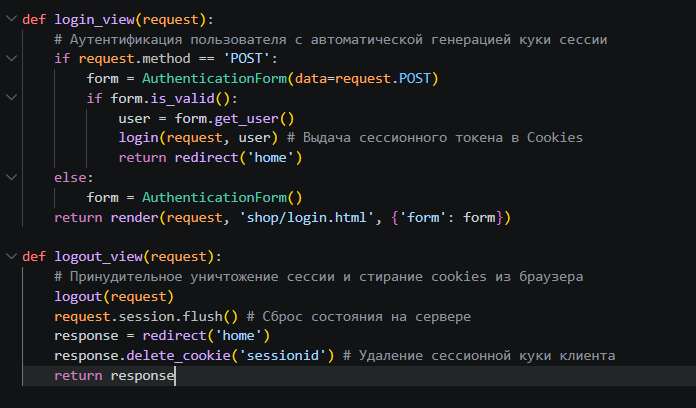 def login_view(request):
    # Аутентификация пользователя с автоматической генерацией куки сессии
    if request.method == 'POST':
        form = AuthenticationForm(data=request.POST)
        if form.is_valid():
            user = form.get_user()
            login(request, user) # Выдача сессионного токена в Cookies
            return redirect('home')
    else:
        form = AuthenticationForm()
    return render(request, 'shop/login.html', {'form': form})
def logout_view(request):
    # Принудительное уничтожение сессии и стирание cookies из браузера
    logout(request)
    request.session.flush() # Сброс состояния на сервере
    response = redirect('home')
    response.delete_cookie('sessionid') # Удаление сессионной куки клиента
    return response